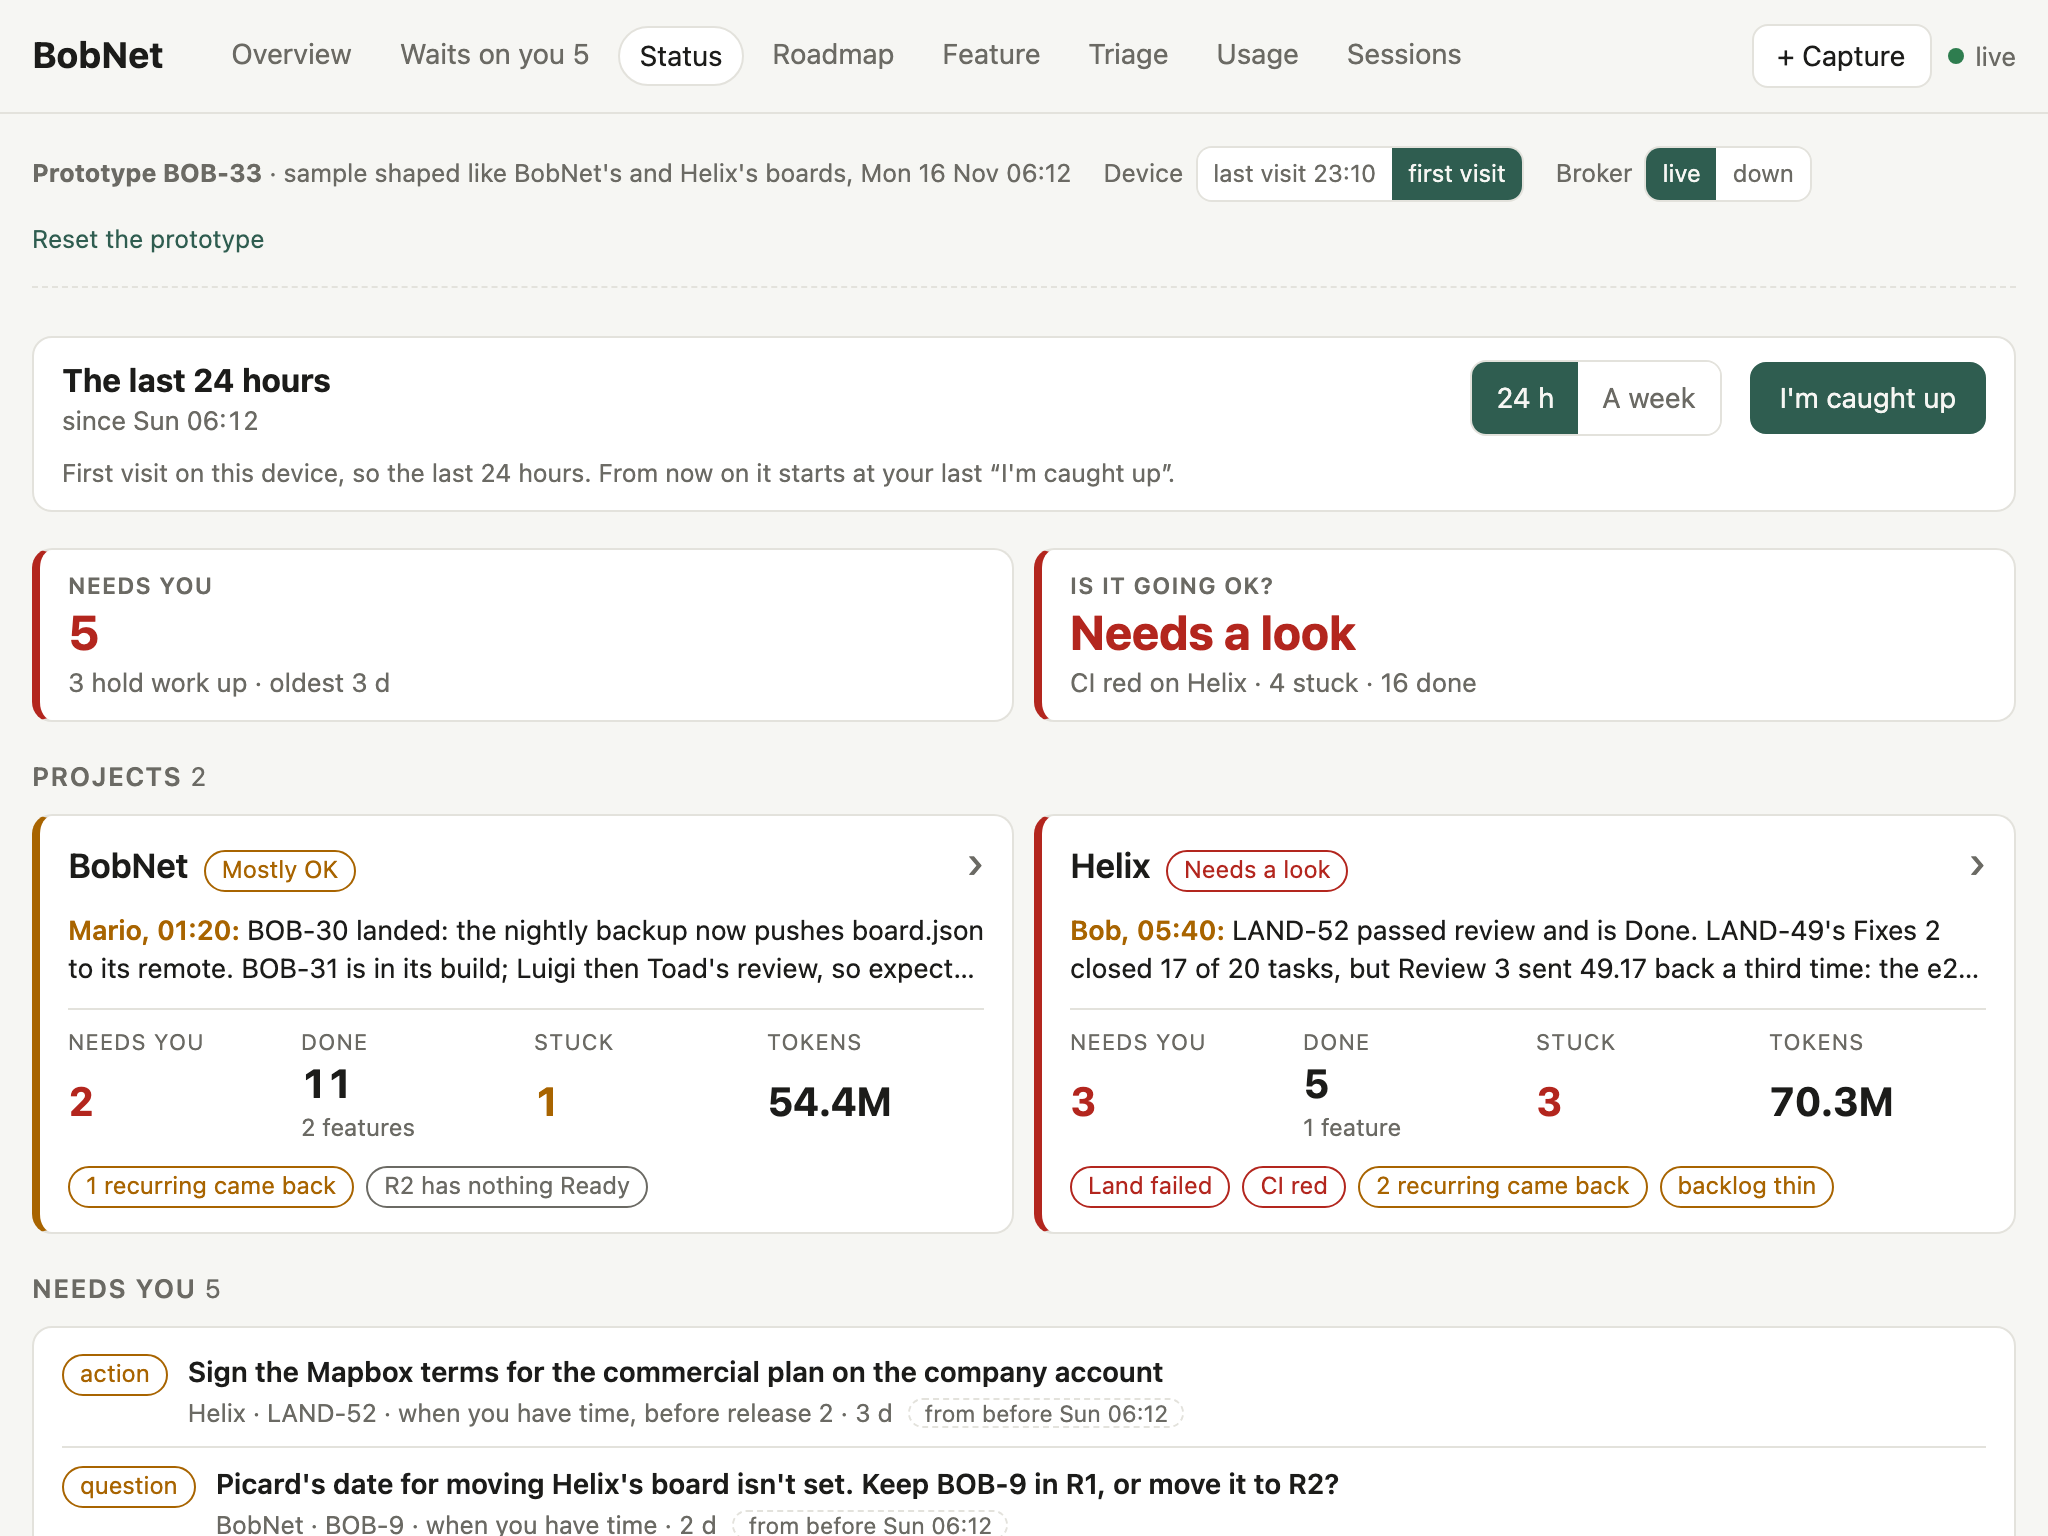 BobNet Overview Waits on you 5 Status Roadmap Feature Triage Usage Sessions + Capture live
Prototype BOB-33 · sample shaped like BobNet's and Helix's boards, Mon 16 Nov 06:12 Device last visit 23:10 first visit Broker live down
Reset the prototype
The last 24 hours
since Sun 06:12
24 h A week I'm caught up
First visit on this device, so the last 24 hours. From now on it starts at your last “I'm caught up”.
NEEDS YOU
5
3 hold work up · oldest 3 d
IS IT GOING OK?
Needs a look
CI red on Helix · 4 stuck · 16 done
PROJECTS 2
BobNet Mostly OK ›
Mario, 01:20: BOB-30 landed: the nightly backup now pushes board.json
to its remote. BOB-31 is in its build; Luigi then Toad's review, so expect…
NEEDS YOU DONE STUCK TOKENS
2 11 1 54.4M
2 features
1 recurring came back R2 has nothing Ready
Helix Needs a look ›
Bob, 05:40: LAND-52 passed review and is Done. LAND-49's Fixes 2
closed 17 of 20 tasks, but Review 3 sent 49.17 back a third time: the e2…
NEEDS YOU DONE STUCK TOKENS
3 5 3 70.3M
1 feature
Land failed CI red 2 recurring came back backlog thin
NEEDS YOU 5
action Sign the Mapbox terms for the commercial plan on the company account
Helix · LAND-52 · when you have time, before release 2 · 3 d from before Sun 06:12
question Picard's date for moving Helix's board isn't set. Keep BOB-9 in R1, or move it to R2?
BobNet · BOB-9 · when you have time · 2 d from before Sun 06:12